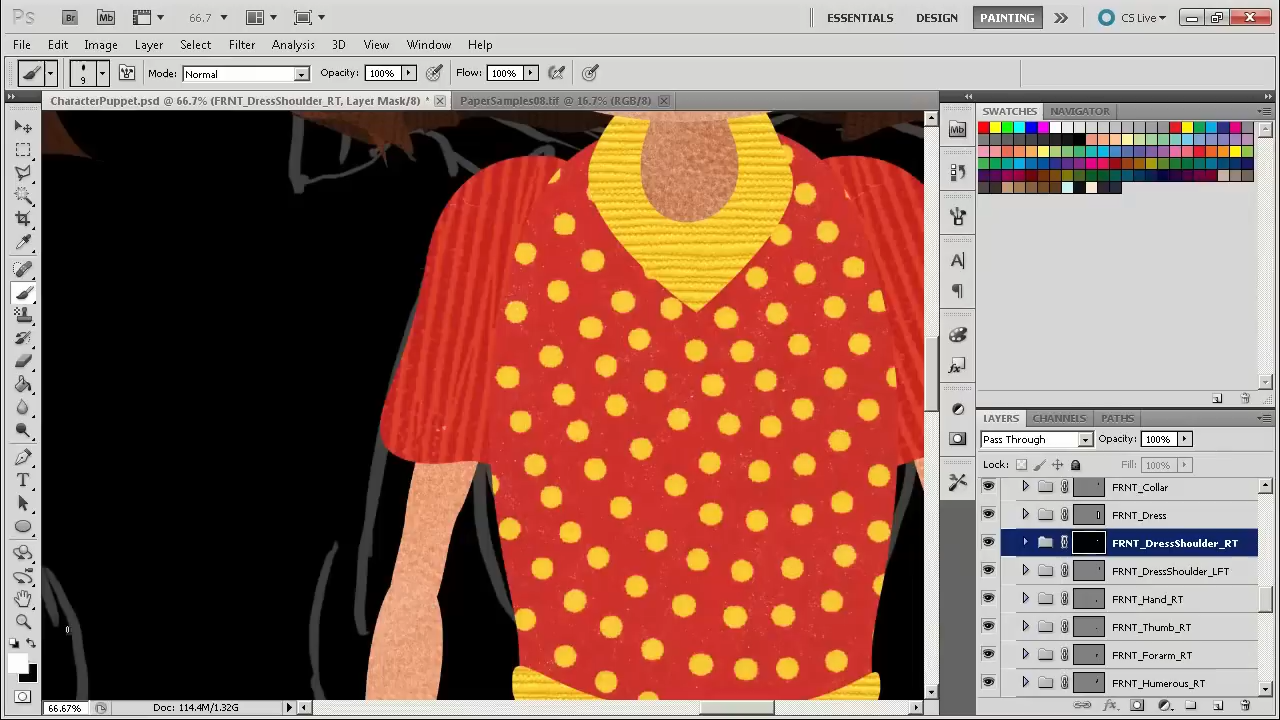 Ps Br Mb 66.7 ESSENTIALS DESIGN PAINTING CS Live
File Edit Image Layer Select Filter Analysis 3D View Window Help
9 Mode: Normal Opacity: 100% Flow: 100%
CharacterPuppet.psd @ 66.7% (FRNT_DressShoulder_RT, Layer Mask/8) * PaperSamples08.tif @ 16.7% (RGB/8)
SWATCHES NAVIGATOR
Mb
LAYERS CHANNELS PATHS
Pass Through Opacity: 100%
Lock: Fill: 100%
FRNT_Collar
FRNT_Dress
FRNT_DressShoulder_RT
FRNT_DressShoulder_LFT
FRNT_Hand_RT
FRNT_Thumb_RT
FRNT_Forarm_RT
FRNT_Humerous_RT
66.67% Doc: 114.4M/1.32G